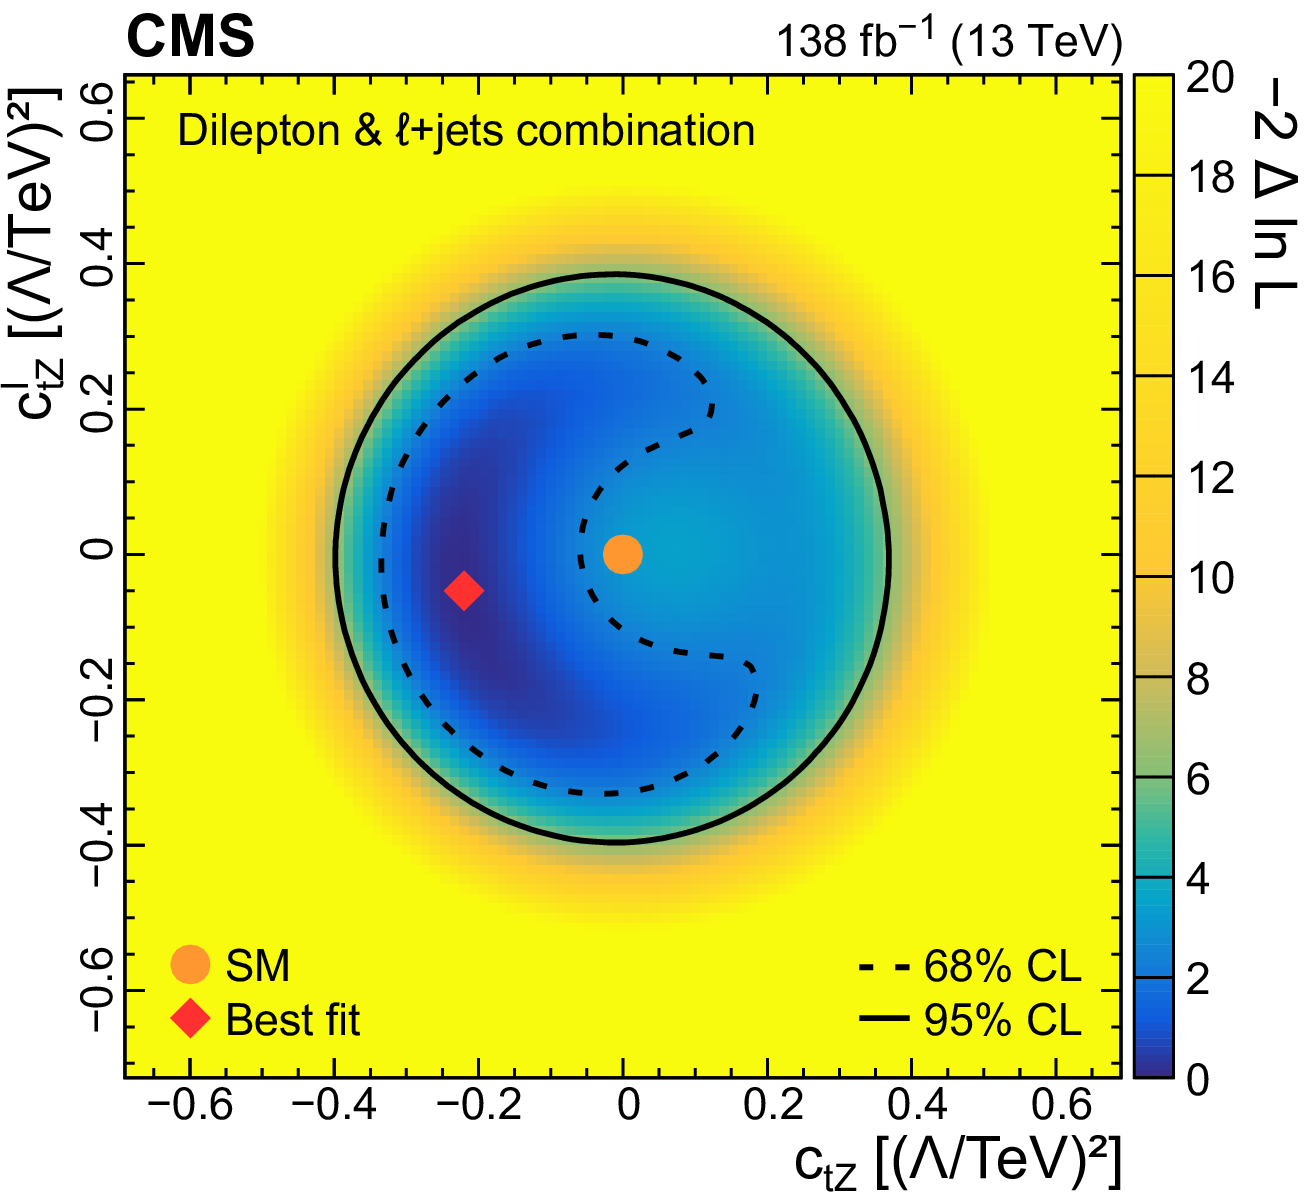 CMS
138 fb⁻¹ (13 TeV)
Dilepton & ℓ+jets combination
SM
Best fit
68% CL
95% CL
−0.6 −0.4 −0.2 0 0.2 0.4 0.6
c_tZ [(Λ/TeV)²]
0.6
0.4
0.2
0
−0.2
−0.4
−0.6
c^I_tZ [(Λ/TeV)²]
20
18
16
14
12
10
8
6
4
2
0
−2 Δ ln L